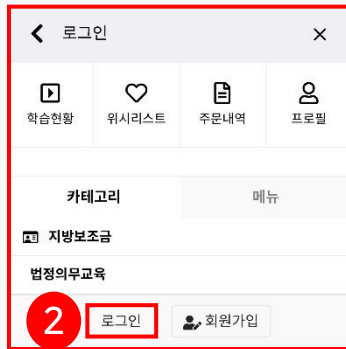 로그인
학습현황 위시리스트 주문내역 프로필
카테고리 메뉴
지방보조금
법정의무교육
2 로그인 회원가입